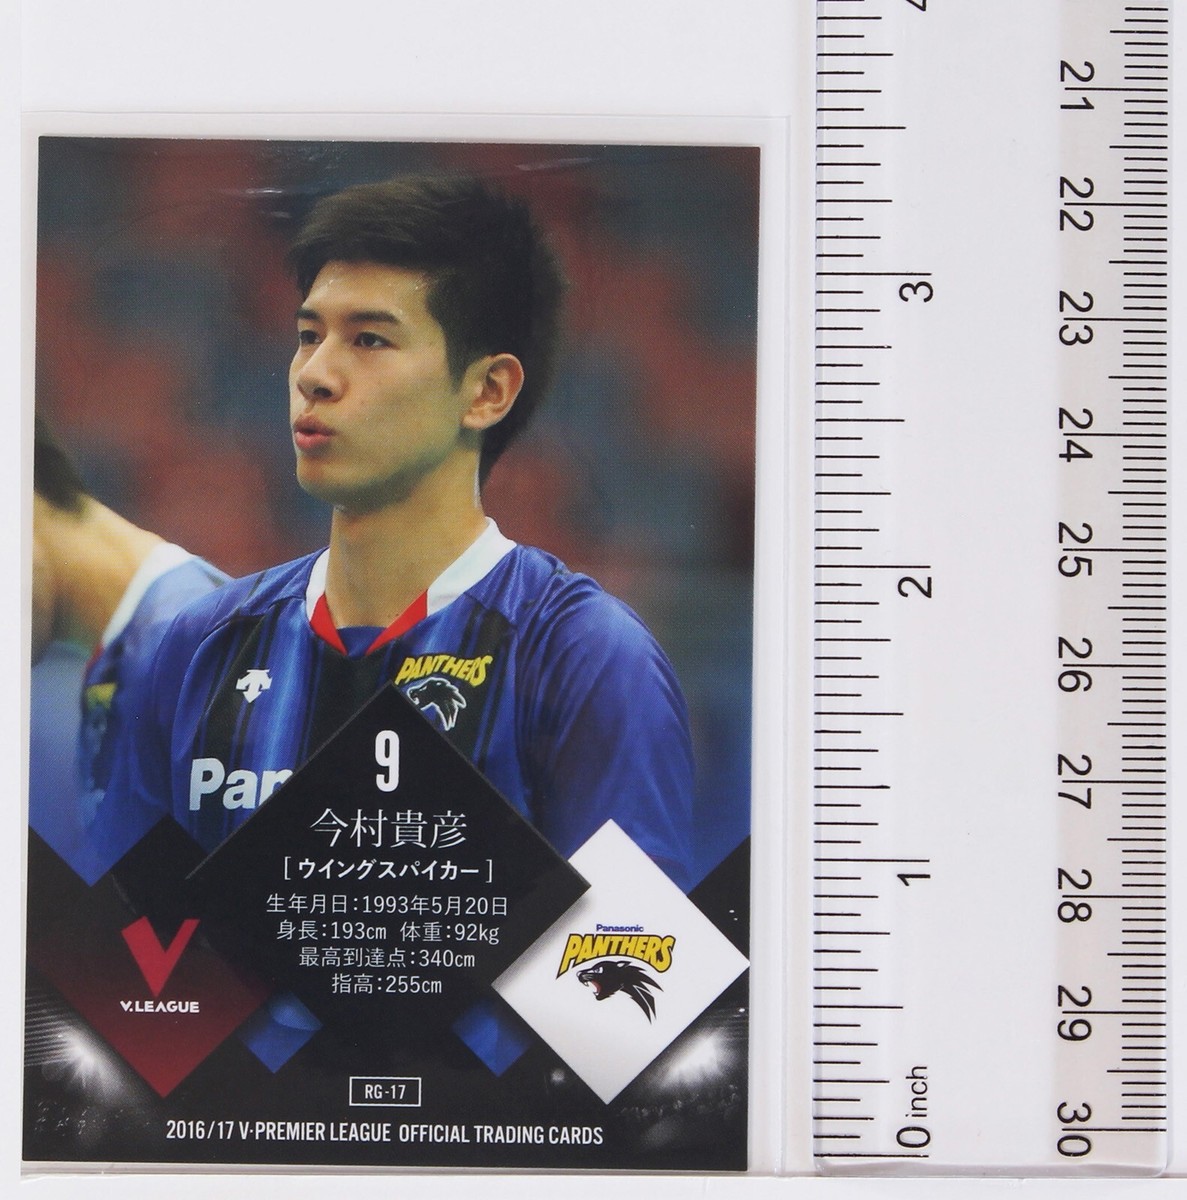 PANTHERS
Pan
9
今村貴彦
[ウイングスパイカー]
生年月日:1993年5月20日
身長:193cm 体重:92kg
最高到達点:340cm
指高:255cm
V.LEAGUE
Panasonic
PANTHERS
RG-17
2016/17 V·PREMIER LEAGUE OFFICIAL TRADING CARDS
4
3
2
1
0 inch
21
22
23
24
25
26
27
28
29
30